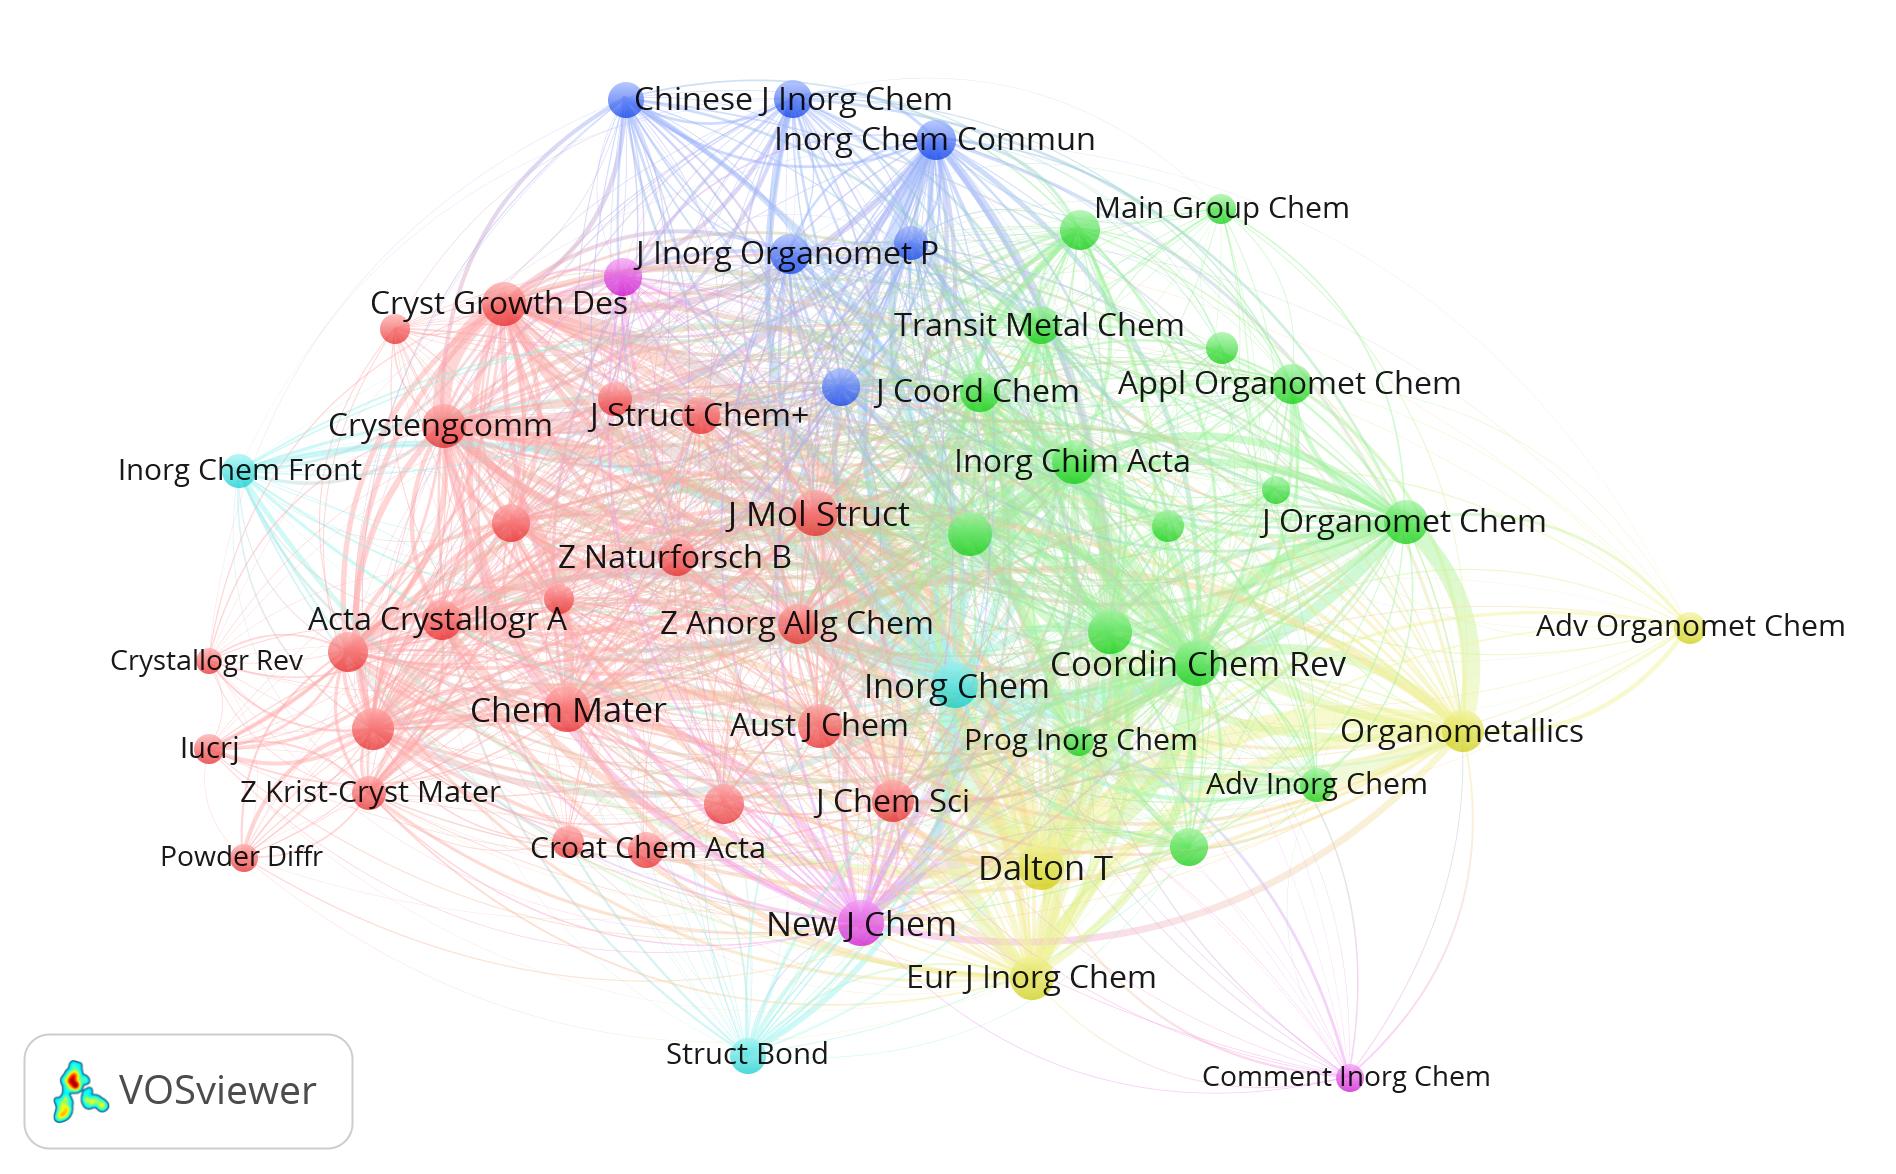 Chinese J Inorg Chem
Inorg Chem Commun
Main Group Chem
J Inorg Organomet P
Cryst Growth Des
Transit Metal Chem
Appl Organomet Chem
J Coord Chem
J Struct Chem+
Crystengcomm
Inorg Chim Acta
Inorg Chem Front
J Mol Struct
J Organomet Chem
Z Naturforsch B
Acta Crystallogr A
Z Anorg Allg Chem
Adv Organomet Chem
Crystallogr Rev
Coordin Chem Rev
Inorg Chem
Chem Mater
Aust J Chem
Organometallics
Prog Inorg Chem
Iucrj
Adv Inorg Chem
Z Krist-Cryst Mater
J Chem Sci
Croat Chem Acta
Powder Diffr
Dalton T
New J Chem
Eur J Inorg Chem
Struct Bond
Comment Inorg Chem
VOSviewer